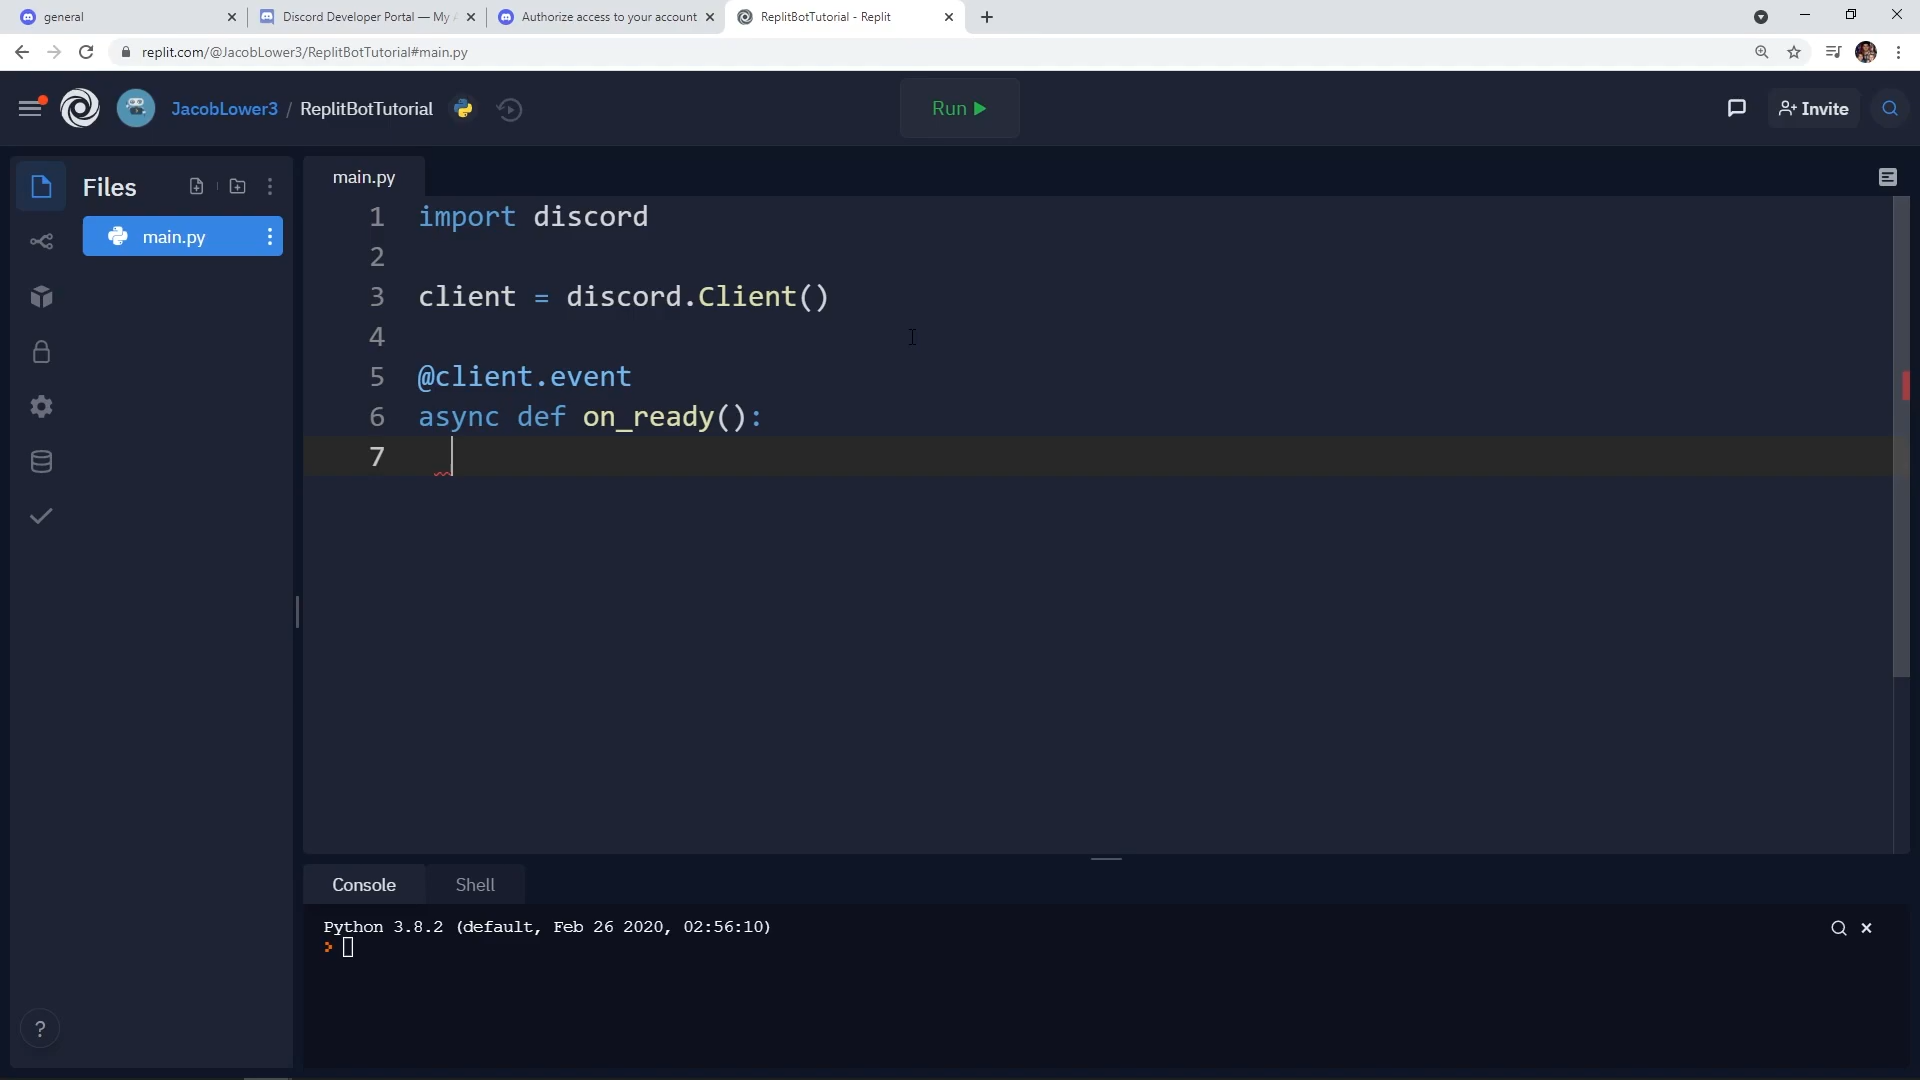 general
Discord Developer Portal — My
Authorize access to your account
ReplitBotTutorial - Replit
replit.com/@JacobLower3/ReplitBotTutorial#main.py
JacobLower3 / ReplitBotTutorial
Run
Invite
Files
main.py
main.py
1 import discord
2
3 client = discord.Client()
4
5 @client.event
6 async def on_ready():
7
Console
Shell
Python 3.8.2 (default, Feb 26 2020, 02:56:10)
>
?